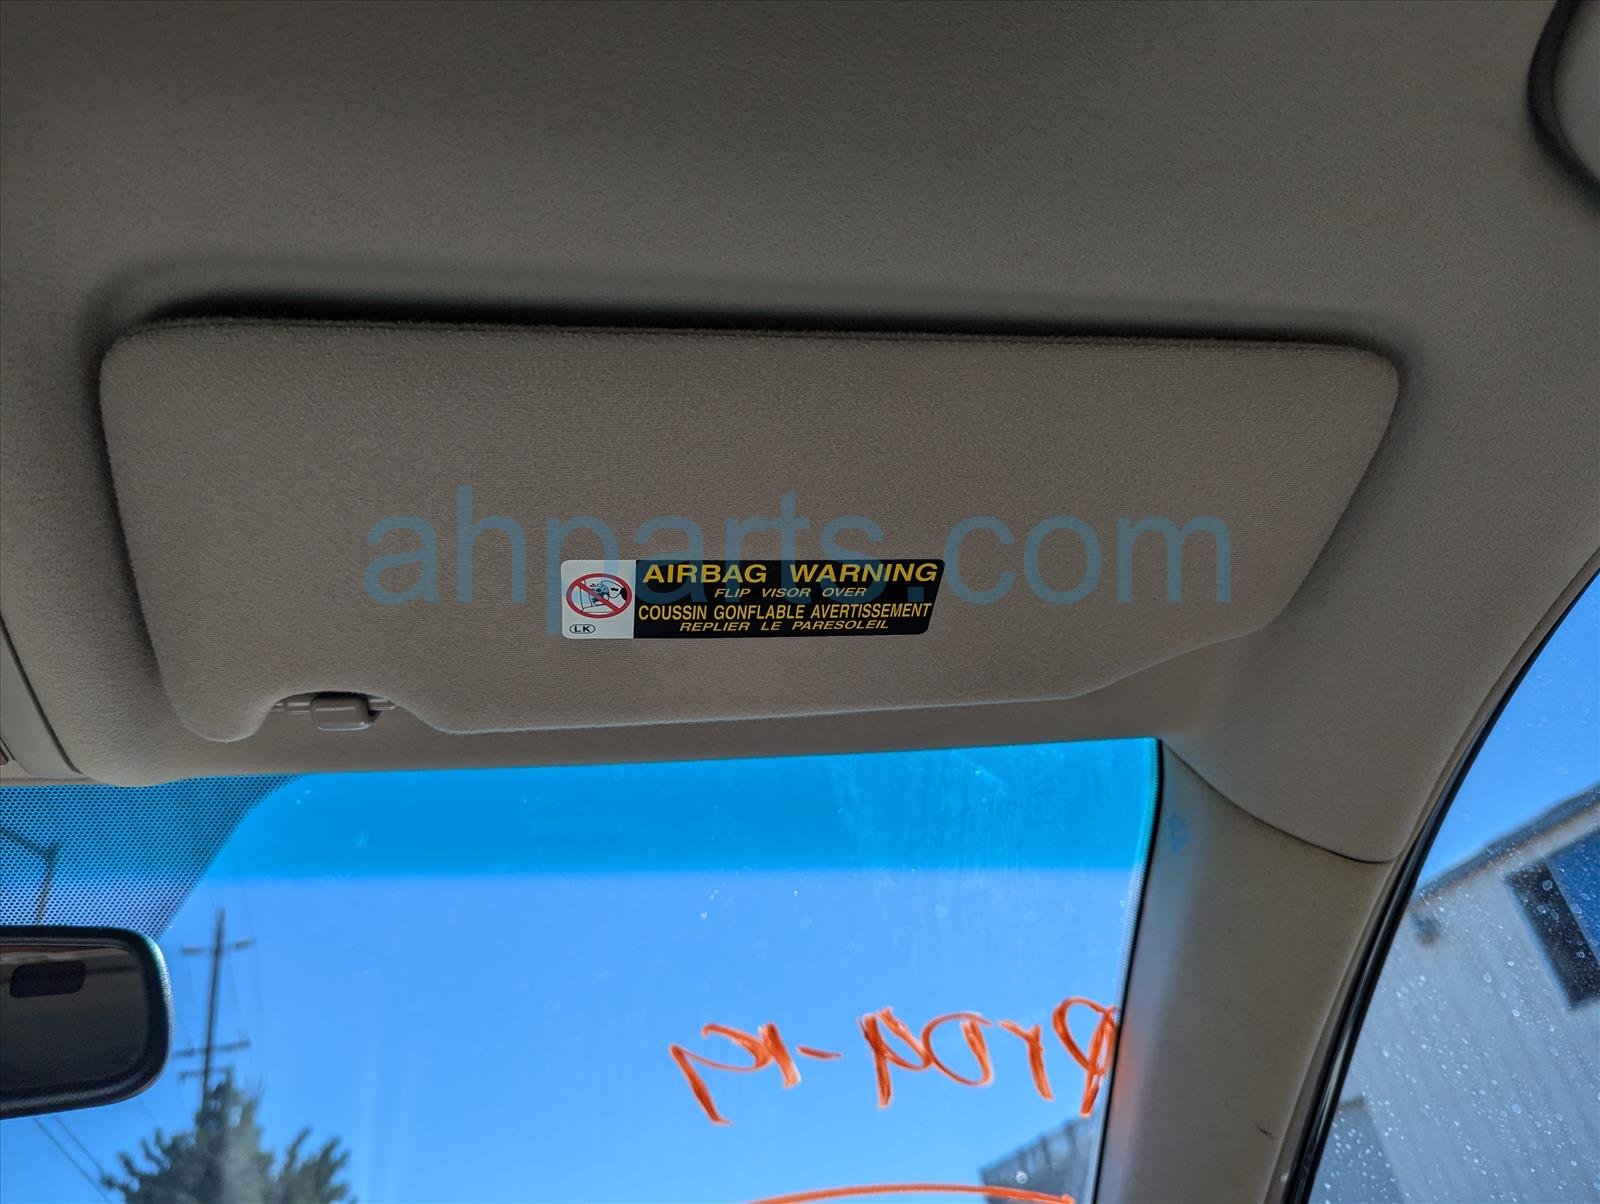 ahparts.com
AIRBAG WARNING
FLIP VISOR OVER
COUSSIN GONFLABLE AVERTISSEMENT
REPLIER LE PARESOLEIL
LK